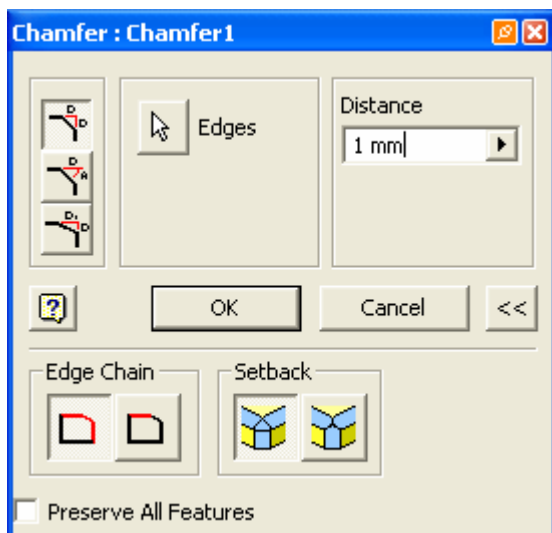 Chamfer : Chamfer1
Edges
Distance
1 mm
OK
Cancel
<<
Edge Chain
Setback
Preserve All Features